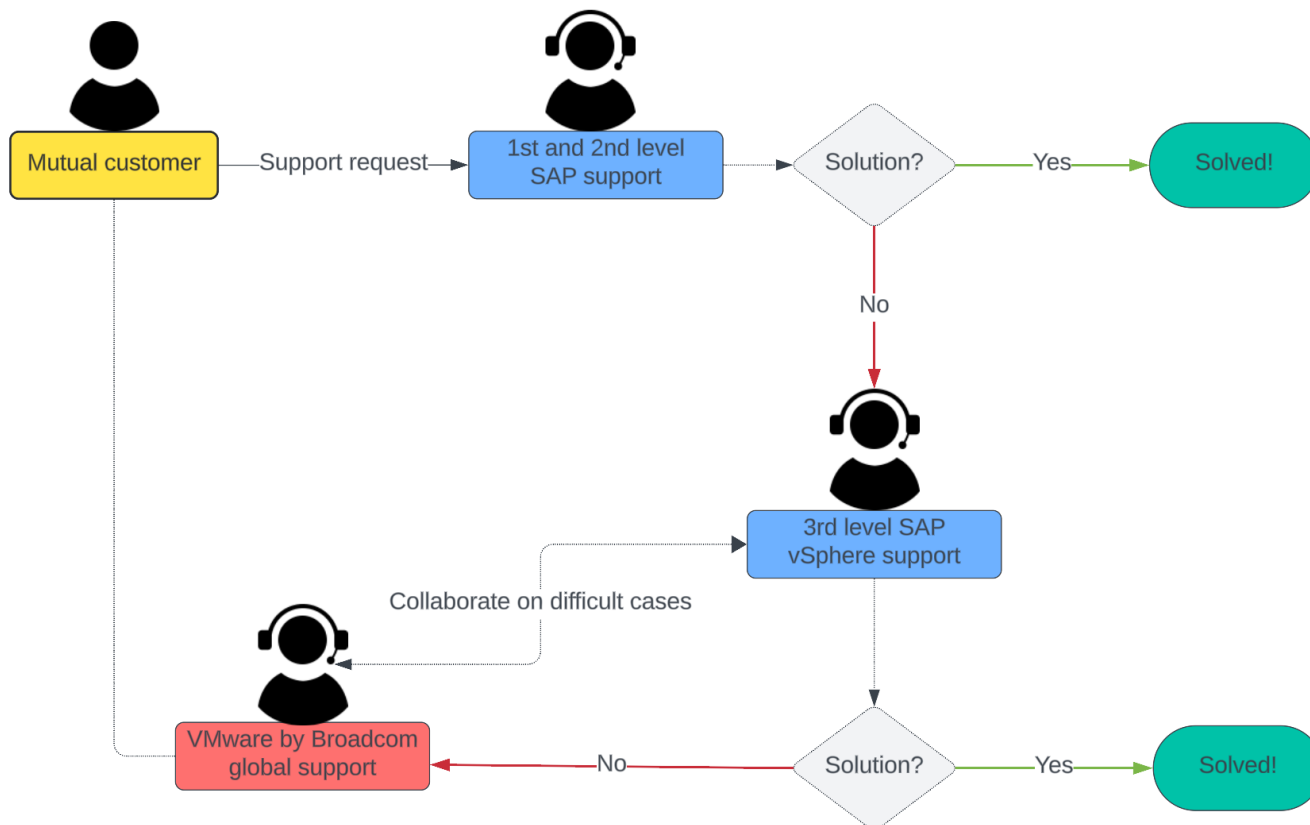 Mutual customer
Support request
1st and 2nd level
SAP support
Solution?
Yes
Solved!
No
3rd level SAP
vSphere support
Collaborate on difficult cases
VMware by Broadcom
global support
No
Solution?
Yes
Solved!